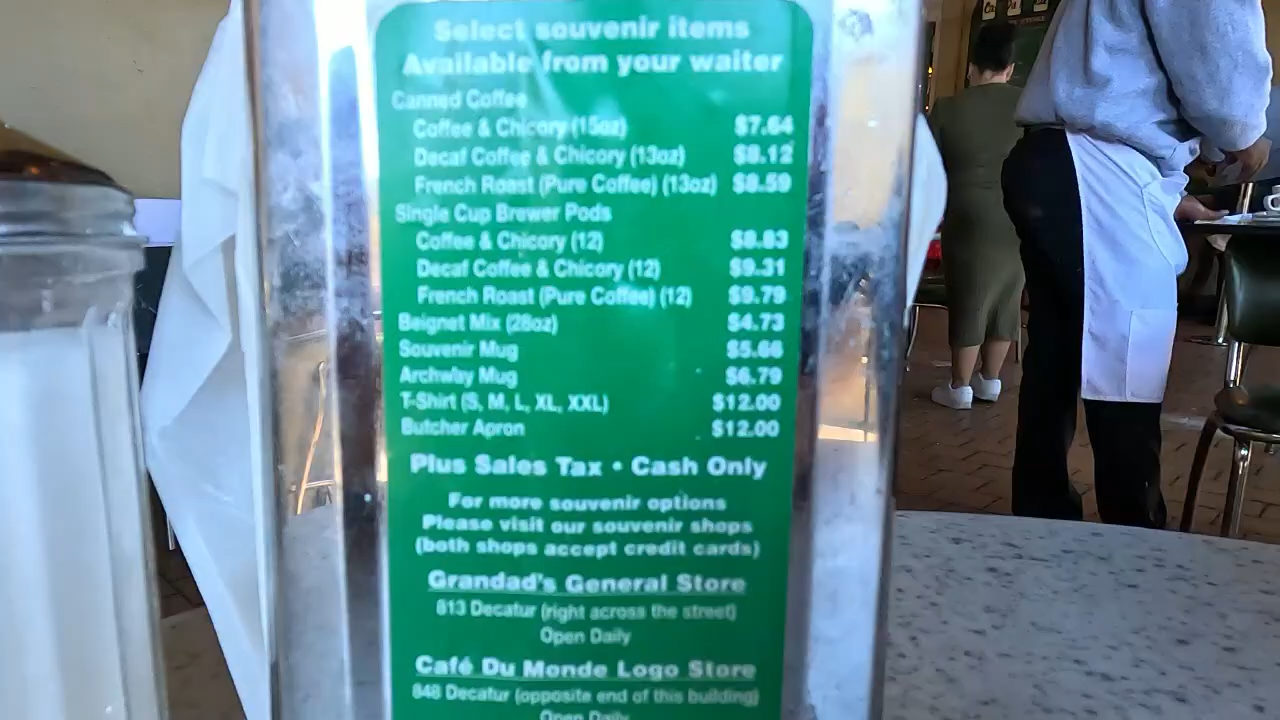 Select souvenir items
Available from your waiter
Canned Coffee
Coffee & Chicory (15oz) $7.64
Decaf Coffee & Chicory (13oz) $8.12
French Roast (Pure Coffee) (13oz) $8.59
Single Cup Brewer Pods
Coffee & Chicory (12) $8.83
Decaf Coffee & Chicory (12) $9.31
French Roast (Pure Coffee) (12) $9.79
Beignet Mix (28oz) $4.73
Souvenir Mug $5.66
Archway Mug $6.79
T-Shirt (S, M, L, XL, XXL) $12.00
Butcher Apron $12.00
Plus Sales Tax • Cash Only
For more souvenir options
Please visit our souvenir shops
(both shops accept credit cards)
Grandad's General Store
813 Decatur (right across the street)
Open Daily
Café Du Monde Logo Store
848 Decatur (opposite end of this building)
Open Daily